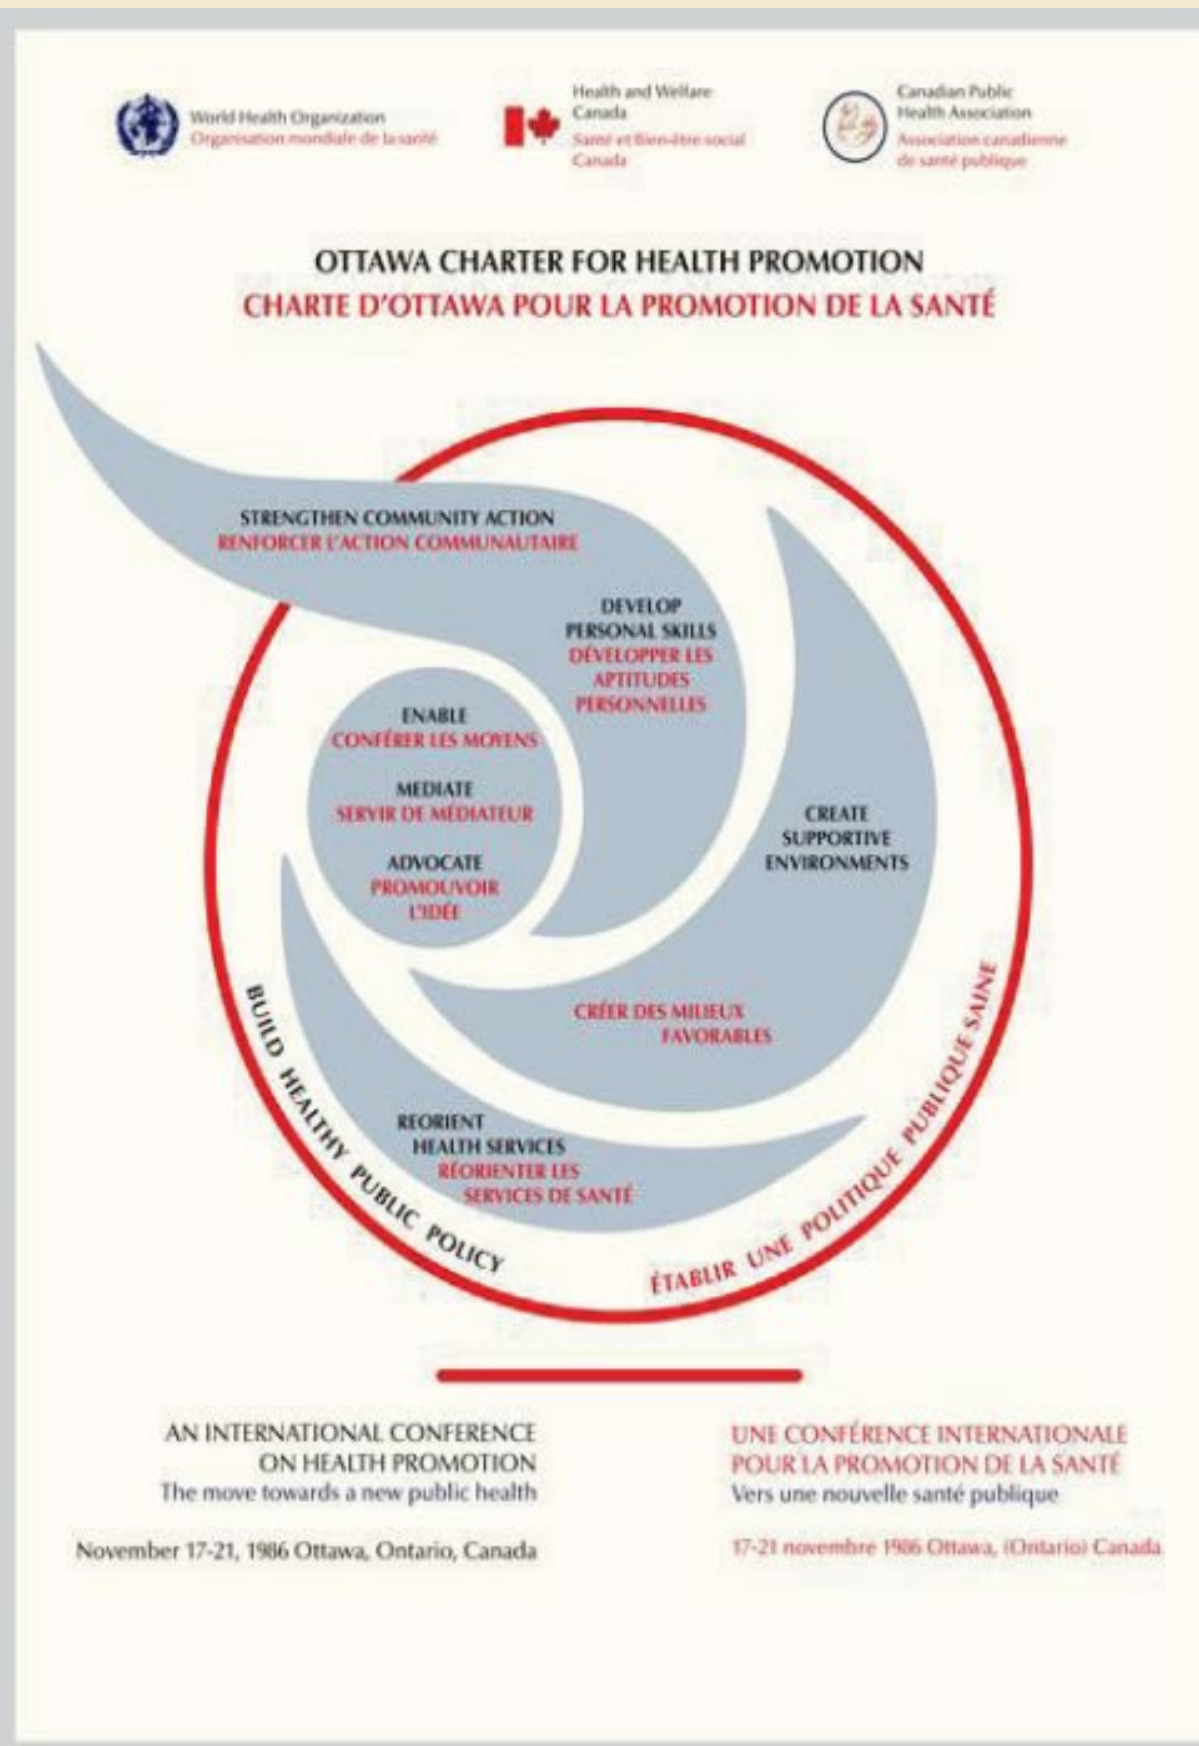 World Health Organization
Organisation mondiale de la santé
Health and Welfare
Canada
Santé et Bien-être social
Canada
Canadian Public
Health Association
Association canadienne
de santé publique
OTTAWA CHARTER FOR HEALTH PROMOTION
CHARTE D'OTTAWA POUR LA PROMOTION DE LA SANTÉ
STRENGTHEN COMMUNITY ACTION
RENFORCER L'ACTION COMMUNAUTAIRE
DEVELOP
PERSONAL SKILLS
DÉVELOPPER LES
APTITUDES
PERSONNELLES
ENABLE
CONFÉRER LES MOYENS
MEDIATE
SERVIR DE MÉDIATEUR
ADVOCATE
PROMOUVOIR
L'IDÉE
CREATE
SUPPORTIVE
ENVIRONMENTS
CRÉER DES MILIEUX
FAVORABLES
REORIENT
HEALTH SERVICES
RÉORIENTER LES
SERVICES DE SANTÉ
BUILD HEALTHY PUBLIC POLICY
ÉTABLIR UNE POLITIQUE PUBLIQUE SAINE
AN INTERNATIONAL CONFERENCE
ON HEALTH PROMOTION
The move towards a new public health
November 17-21, 1986 Ottawa, Ontario, Canada
UNE CONFÉRENCE INTERNATIONALE
POUR LA PROMOTION DE LA SANTÉ
Vers une nouvelle santé publique
17-21 novembre 1986 Ottawa, (Ontario) Canada